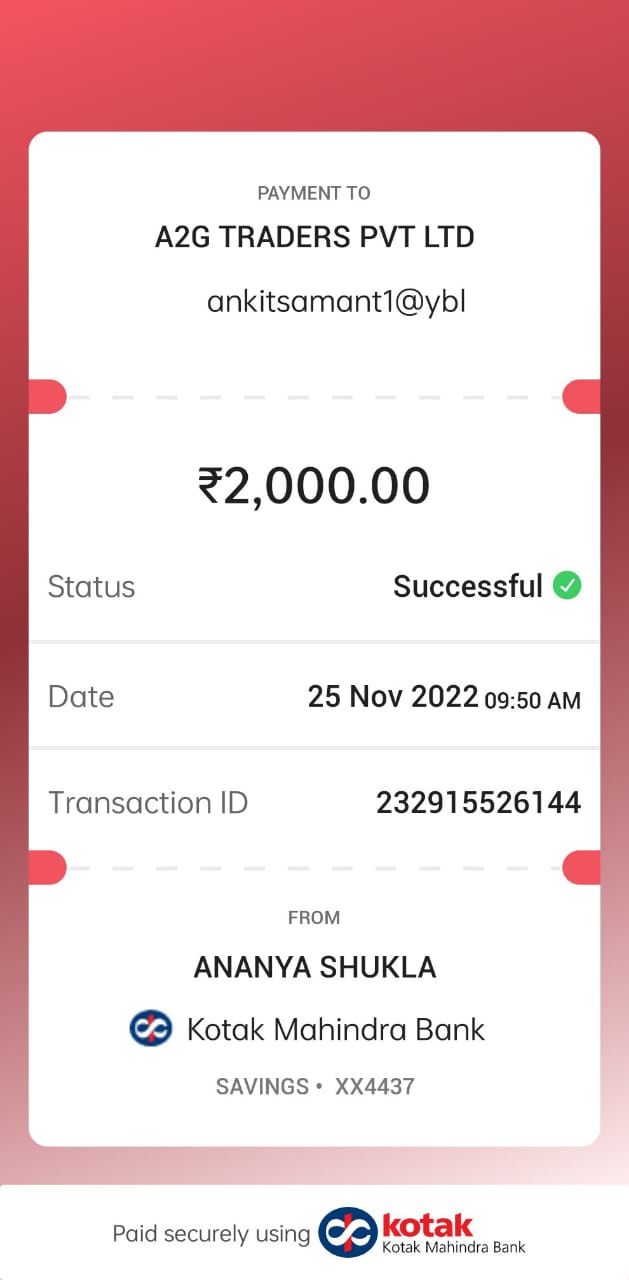 PAYMENT TO
A2G TRADERS PVT LTD
ankitsamant1@ybl
₹2,000.00
Status Successful
Date 25 Nov 2022 09:50 AM
Transaction ID 232915526144
FROM
ANANYA SHUKLA
Kotak Mahindra Bank
SAVINGS • XX4437
Paid securely using kotak
Kotak Mahindra Bank